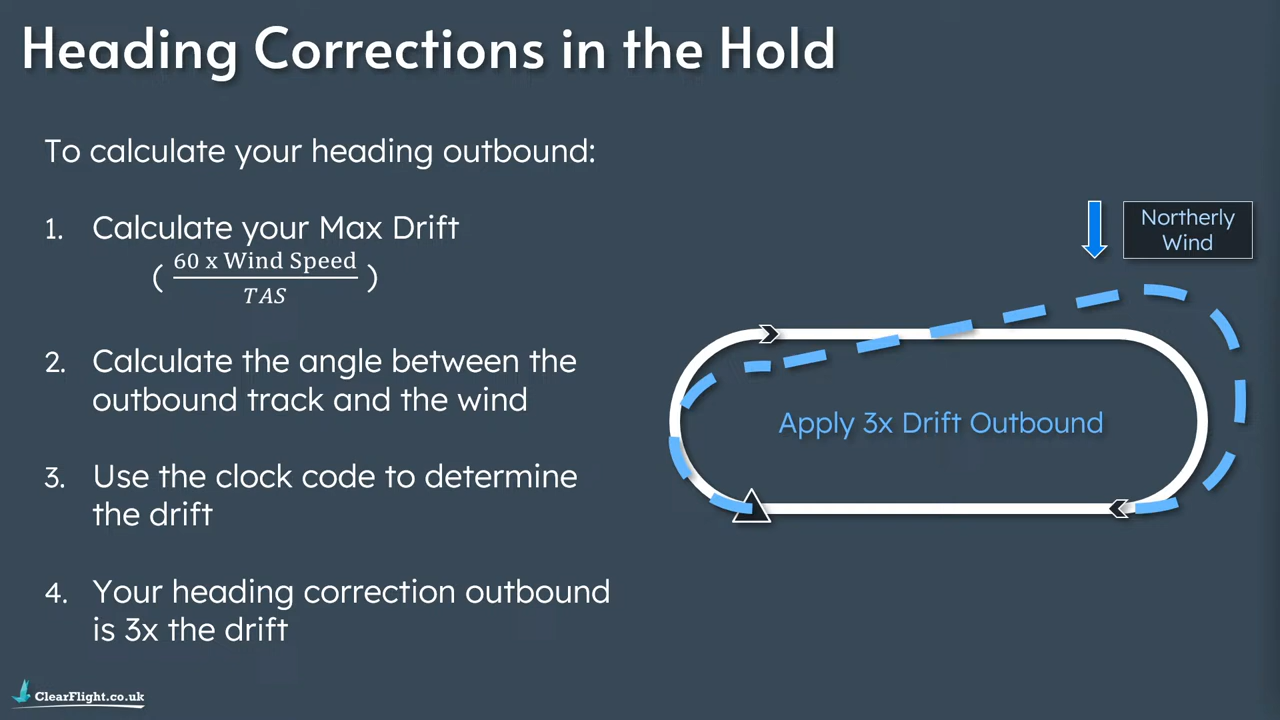 Heading Corrections in the Hold
To calculate your heading outbound:
1. Calculate your Max Drift
( 60 x Wind Speed
TAS )
2. Calculate the angle between the
outbound track and the wind
3. Use the clock code to determine
the drift
4. Your heading correction outbound
is 3x the drift
Northerly
Wind
Apply 3x Drift Outbound
ClearFlight.co.uk